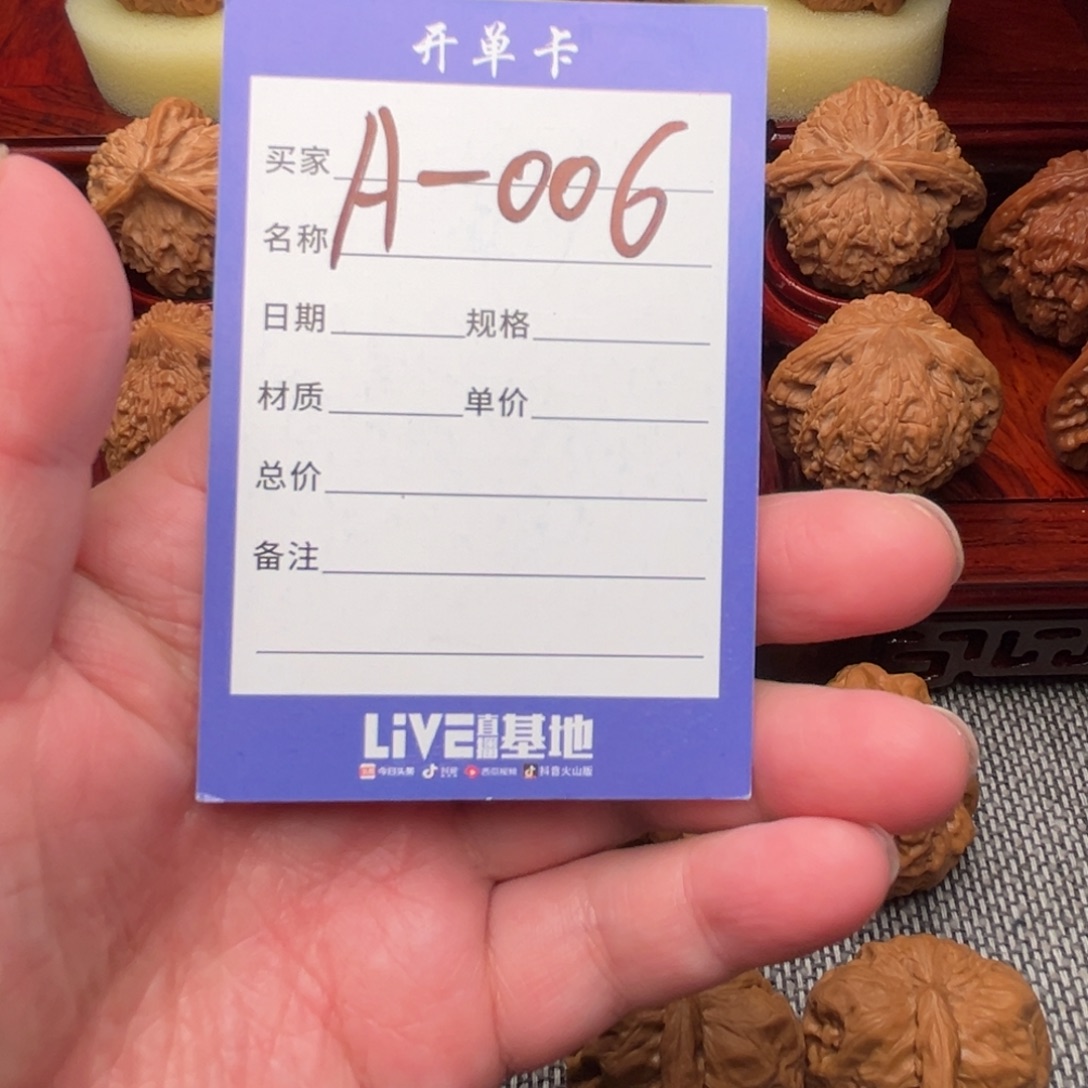 开单卡
买家 A-006
名称
日期 规格
材质 单价
总价
备注
LiVE直播基地
今日头条 西瓜视频 抖音火山版